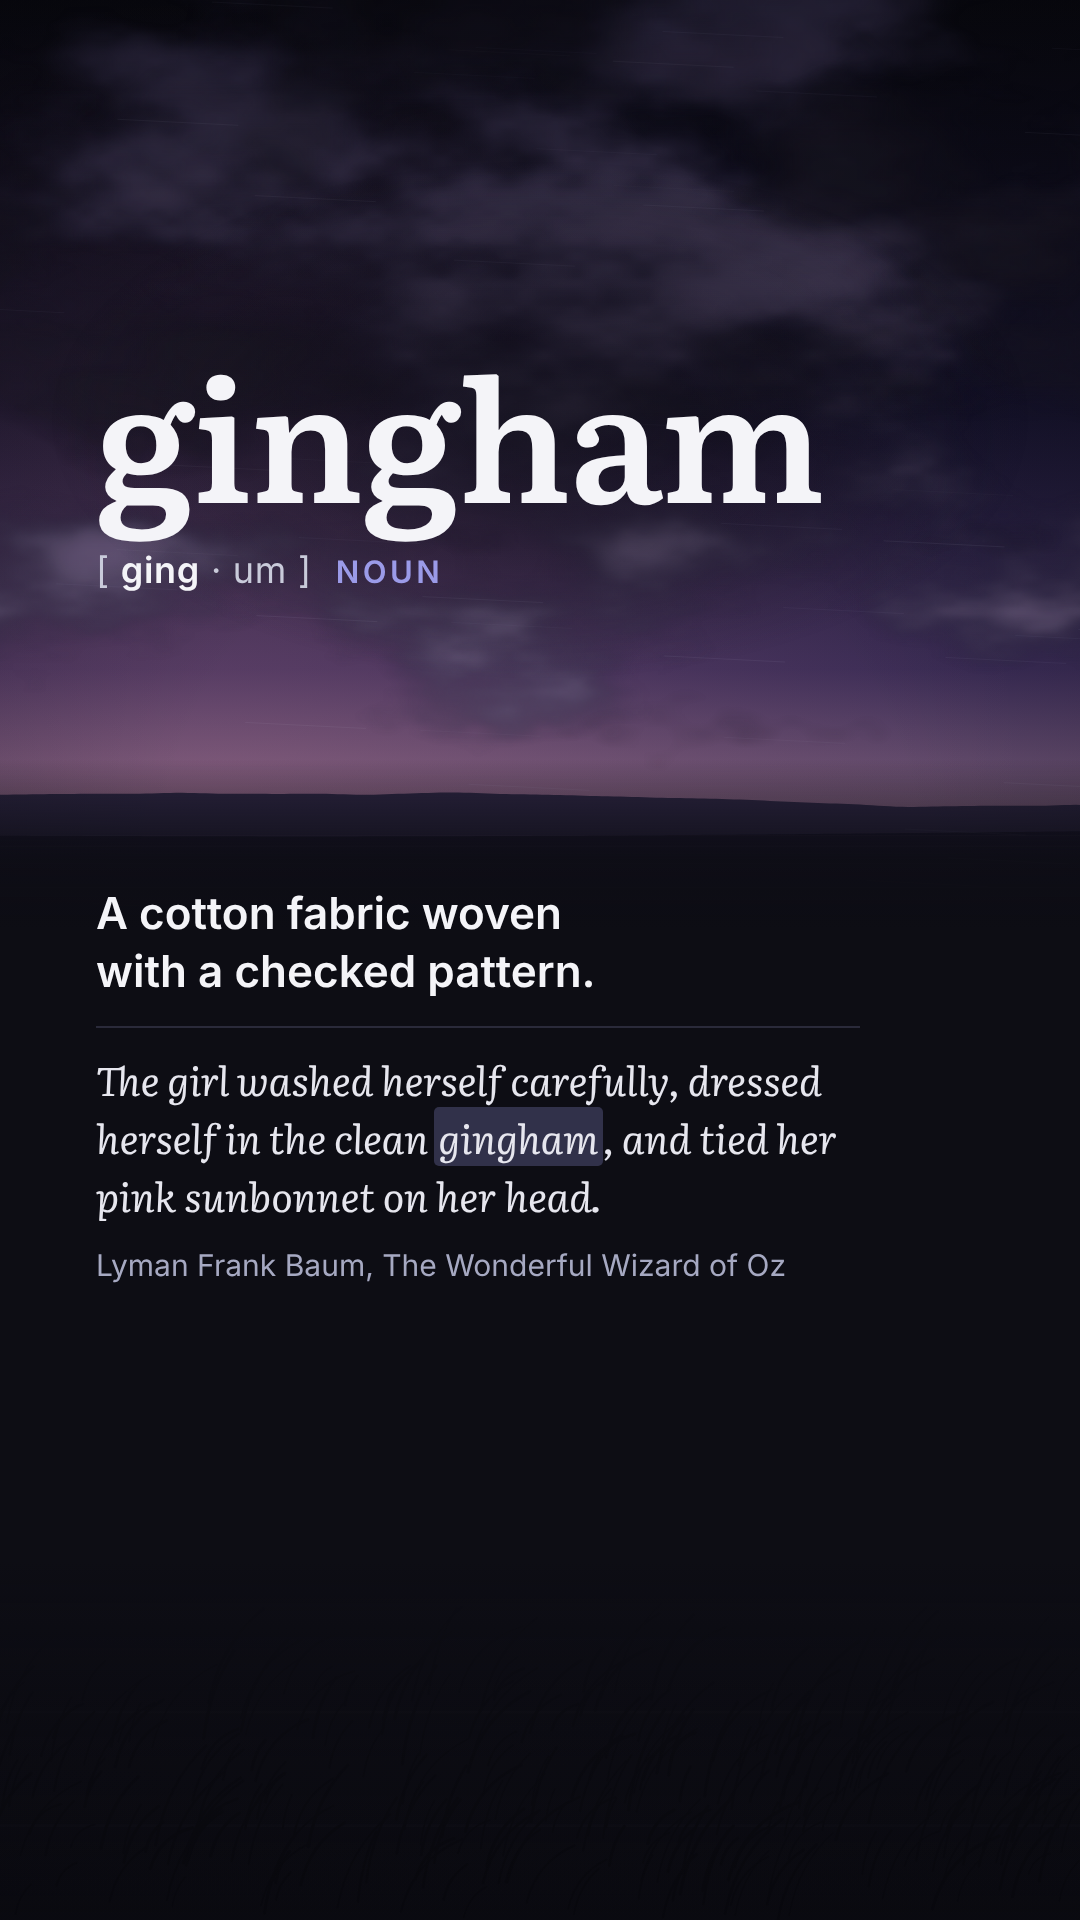 gingham
[ ging · um ] NOUN
A cotton fabric woven
with a checked pattern.
The girl washed herself carefully, dressed
herself in the clean gingham, and tied her
pink sunbonnet on her head.
Lyman Frank Baum, The Wonderful Wizard of Oz